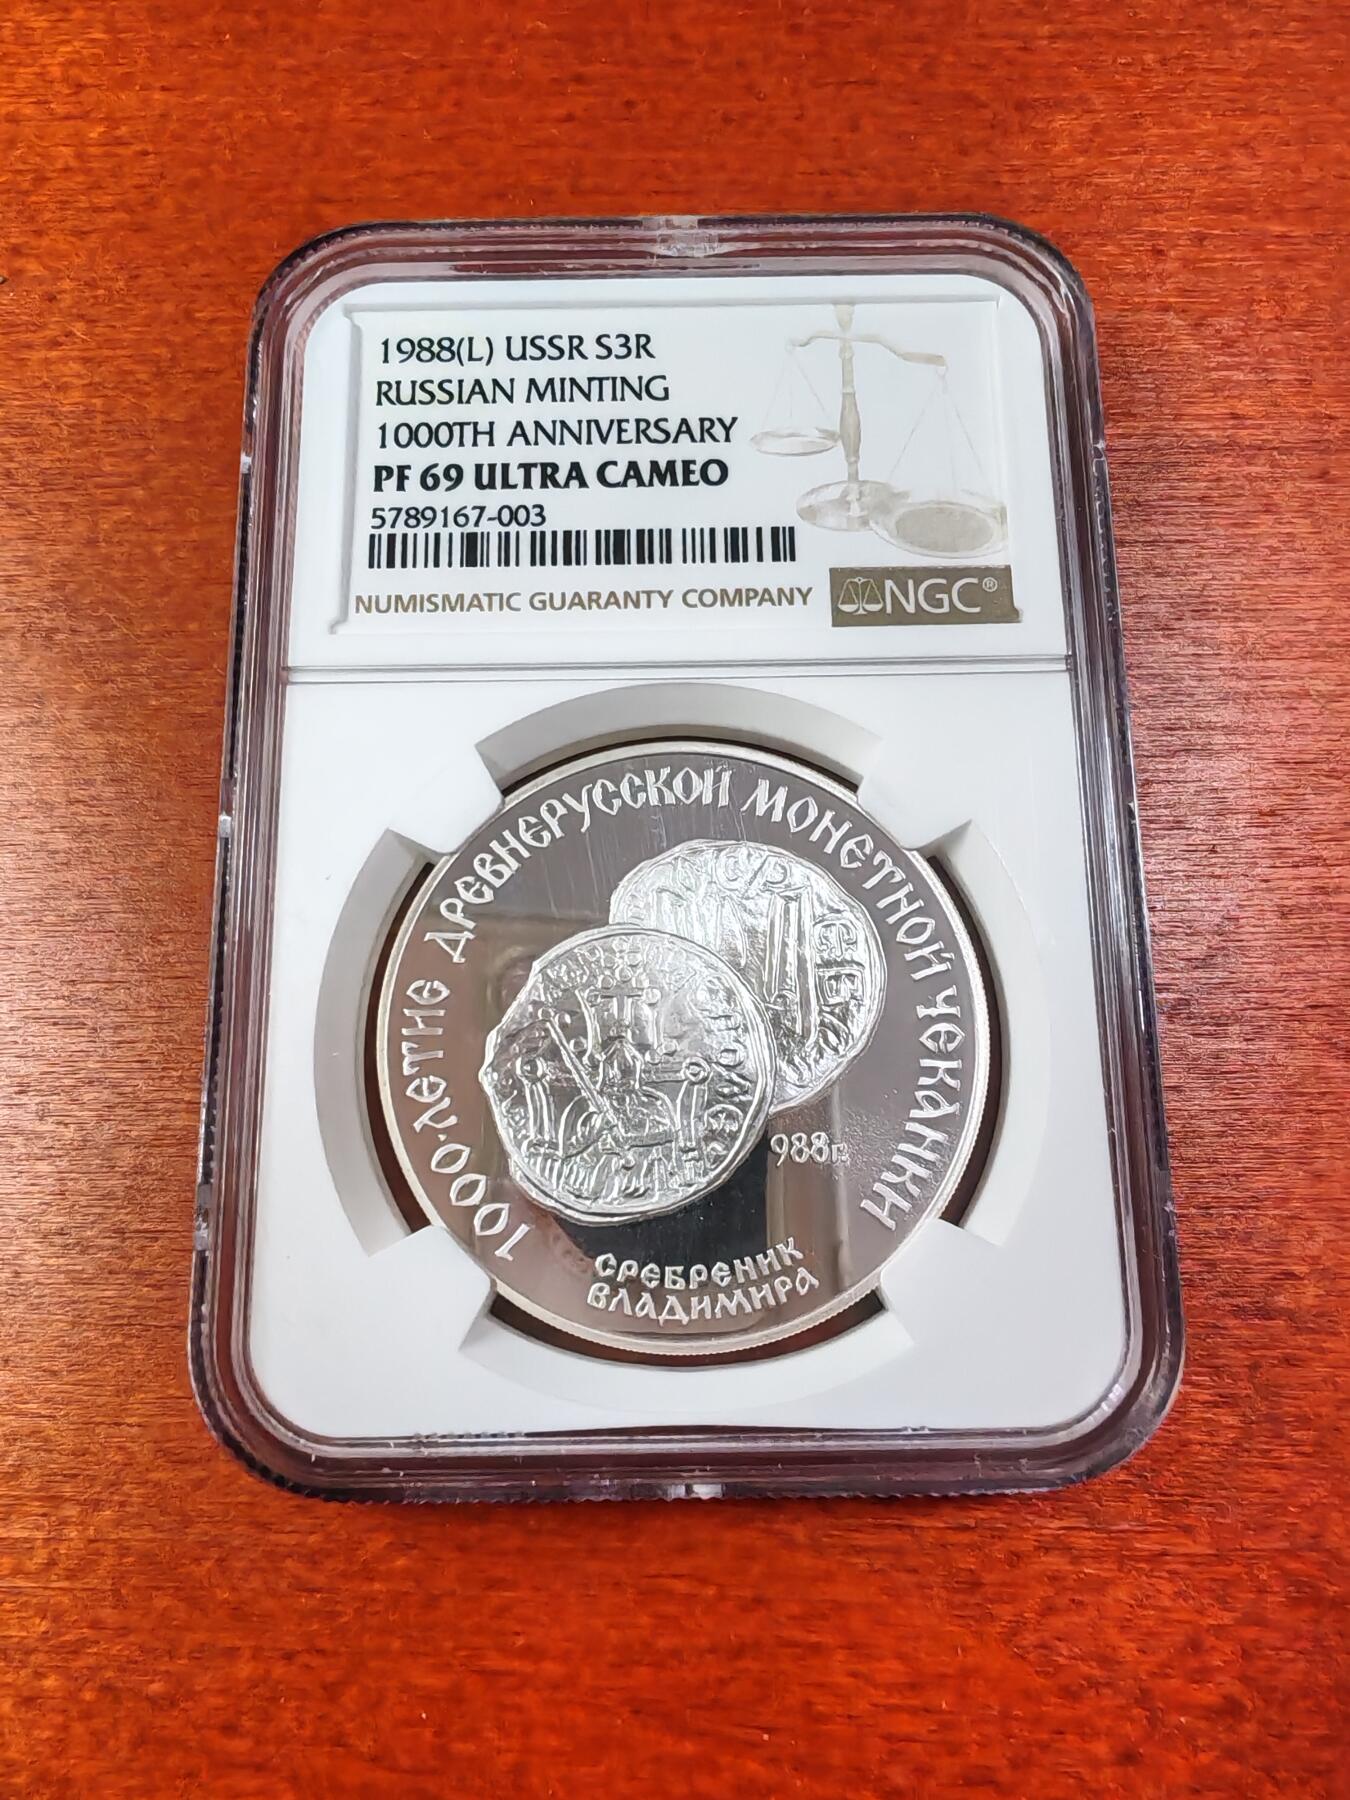 1988(L) USSR S3R
RUSSIAN MINTING
1000TH ANNIVERSARY
PF 69 ULTRA CAMEO
5789167-003
NUMISMATIC GUARANTY COMPANY
NGC®
1000-ЛЕТИЕ ДРЕВНЕРУССКОЙ МОНЕТНОЙ ЧЕКАНКИ
988г.
СРЕБРЕНИК
ВЛАДИМИРА